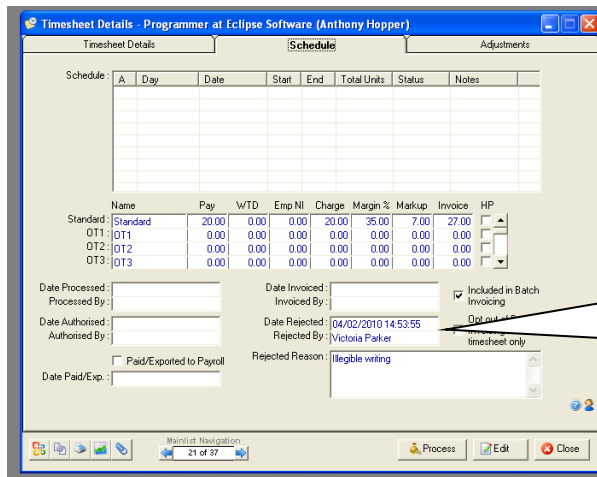 Timesheet Details - Programmer at Eclipse Software (Anthony Hopper)
Timesheet Details Schedule Adjustments
Schedule :
A Day Date Start End Total Units Status Notes
Name Pay WTD Emp NI Charge Margin % Markup Invoice HP
Standard : Standard 20.00 0.00 0.00 20.00 35.00 7.00 27.00
OT1 : OT1 0.00 0.00 0.00 0.00 0.00 0.00 0.00
OT2 : OT2 0.00 0.00 0.00 0.00 0.00 0.00 0.00
OT3 : OT3 0.00 0.00 0.00 0.00 0.00 0.00 0.00
Date Processed :
Processed By :
Date Invoiced :
Invoiced By :
Included in Batch
Invoicing
Date Authorised :
Authorised By :
Date Rejected : 04/02/2010 14:53:55
Rejected By : Victoria Parker
Opt out of
timesheet only
Paid/Exported to Payroll
Date Paid/Exp. :
Rejected Reason : Illegible writing
Mainlist Navigation
21 of 37
Process Edit Close